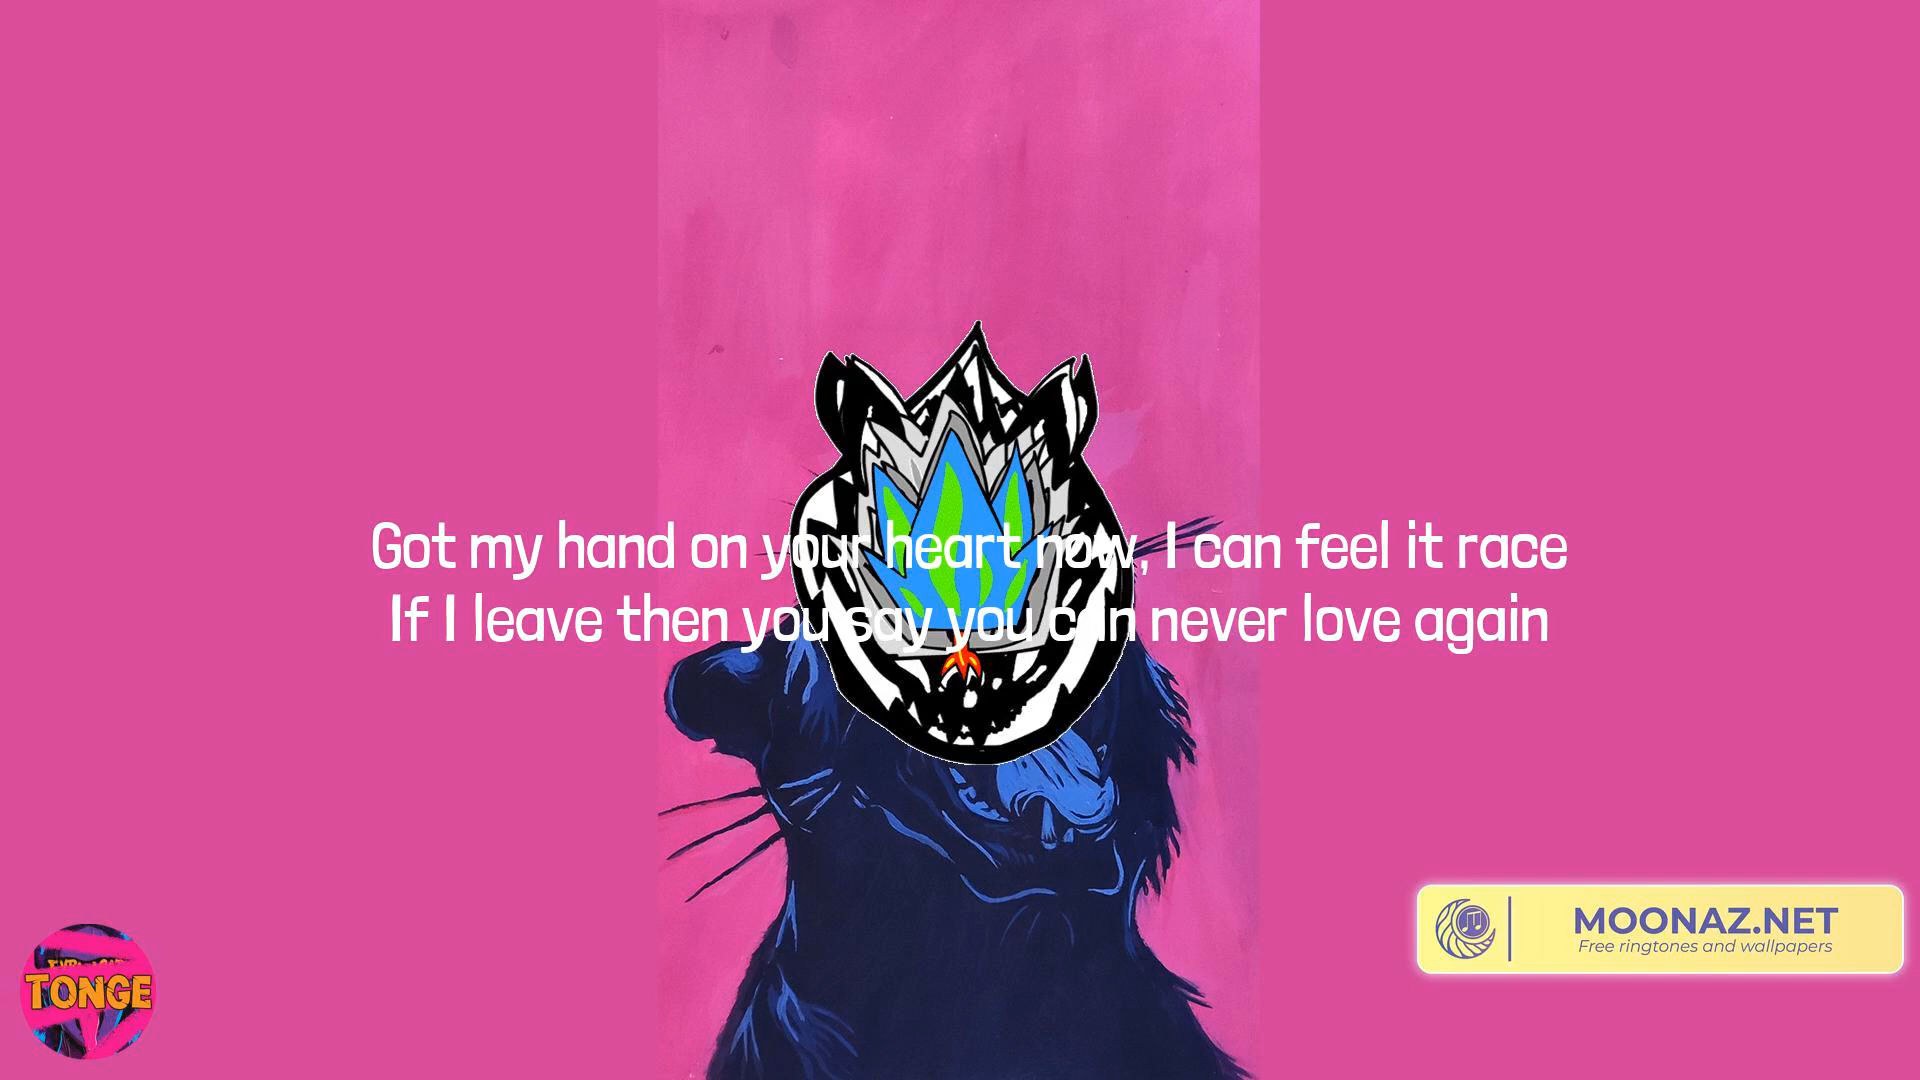 Got my hand on your heart now, I can feel it race
If I leave then you say you can never love again
MOONAZ.NET
Free ringtones and wallpapers
TONGE